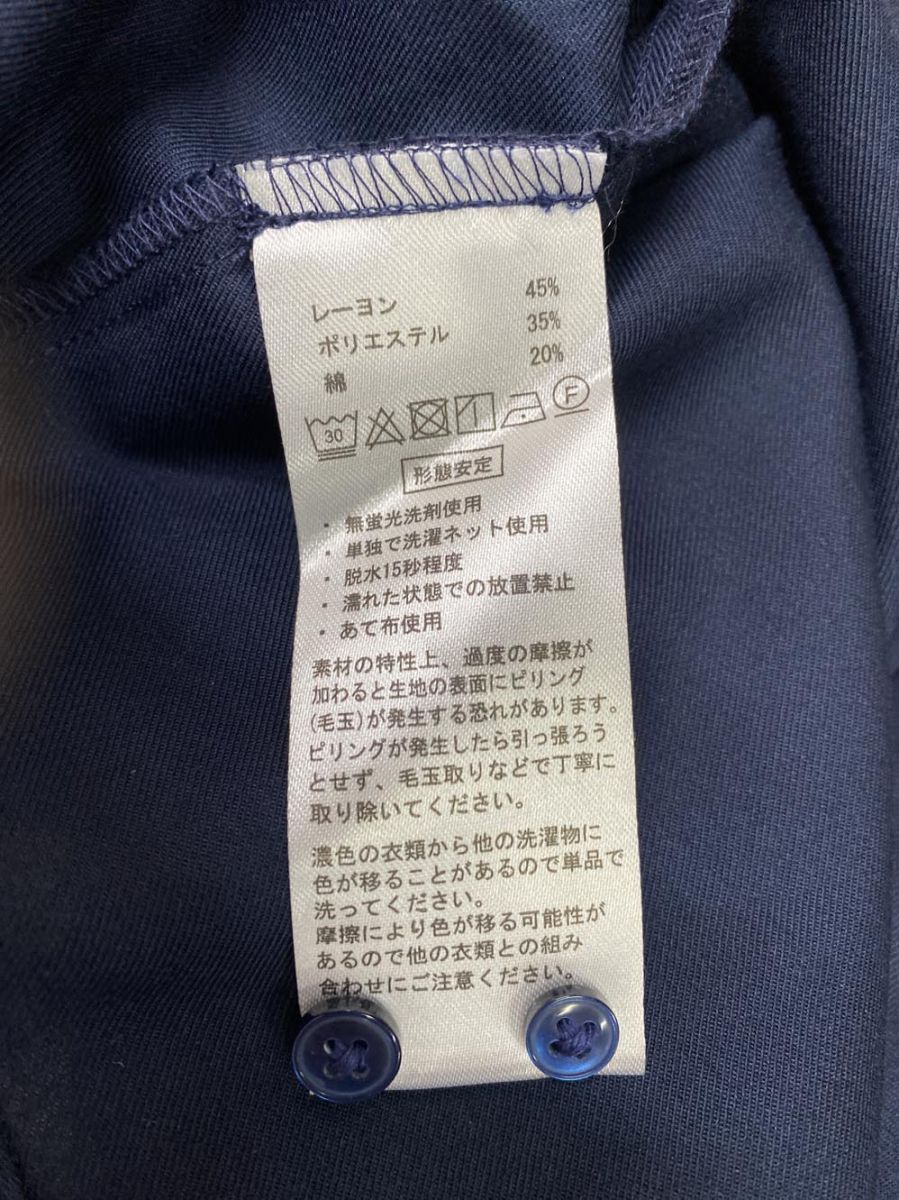 レーヨン 45%
ポリエステル 35%
綿 20%
30 F
形態安定
・ 無蛍光洗剤使用
・ 単独で洗濯ネット使用
・ 脱水15秒程度
・ 濡れた状態での放置禁止
・ あて布使用
素材の特性上、過度の摩擦が
加わると生地の表面にピリング
(毛玉)が発生する恐れがあります。
ピリングが発生したら引っ張ろう
とせず、毛玉取りなどで丁寧に
取り除いてください。
濃色の衣類から他の洗濯物に
色が移ることがあるので単品で
洗ってください。
摩擦により色が移る可能性が
あるので他の衣類との組み
合わせにご注意ください。